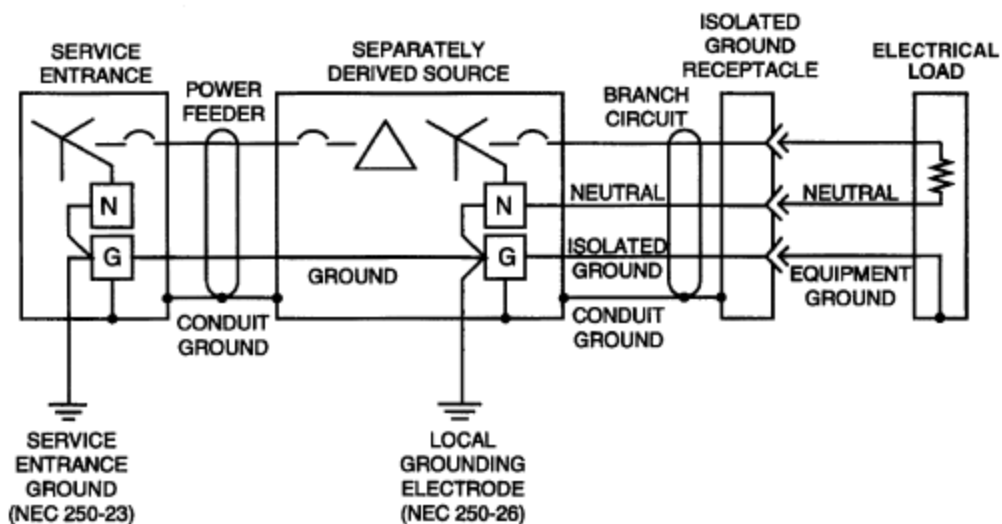 SERVICE
ENTRANCE
POWER
FEEDER
SEPARATELY
DERIVED SOURCE
BRANCH
CIRCUIT
ISOLATED
GROUND
RECEPTACLE
ELECTRICAL
LOAD
N
G
GROUND
CONDUIT
GROUND
N
G
NEUTRAL
ISOLATED
GROUND
CONDUIT
GROUND
NEUTRAL
EQUIPMENT
GROUND
SERVICE
ENTRANCE
GROUND
(NEC 250-23)
LOCAL
GROUNDING
ELECTRODE
(NEC 250-26)